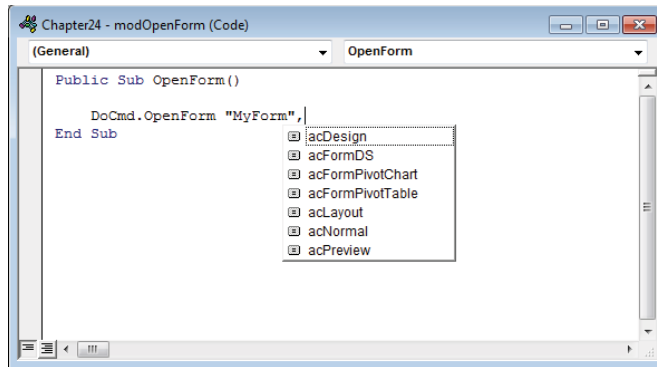 Chapter24 - modOpenForm (Code)
(General) OpenForm
Public Sub OpenForm()
DoCmd.OpenForm "MyForm",
End Sub
acDesign
acFormDS
acFormPivotChart
acFormPivotTable
acLayout
acNormal
acPreview